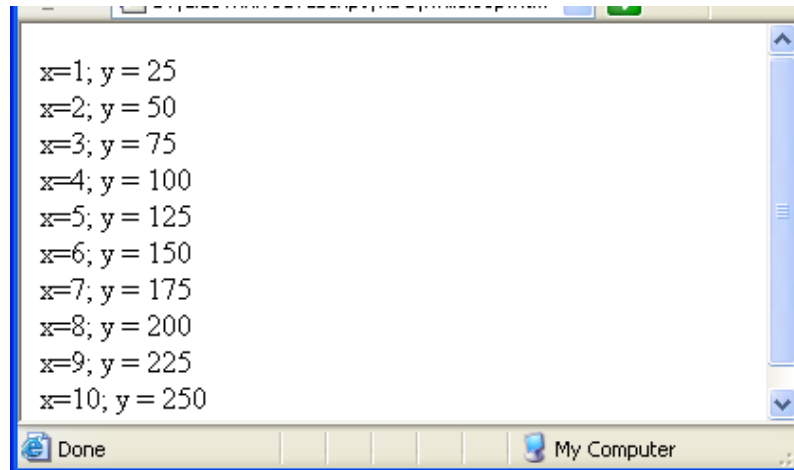 x=1; y = 25
x=2; y = 50
x=3; y = 75
x=4; y = 100
x=5; y = 125
x=6; y = 150
x=7; y = 175
x=8; y = 200
x=9; y = 225
x=10; y = 250
Done My Computer